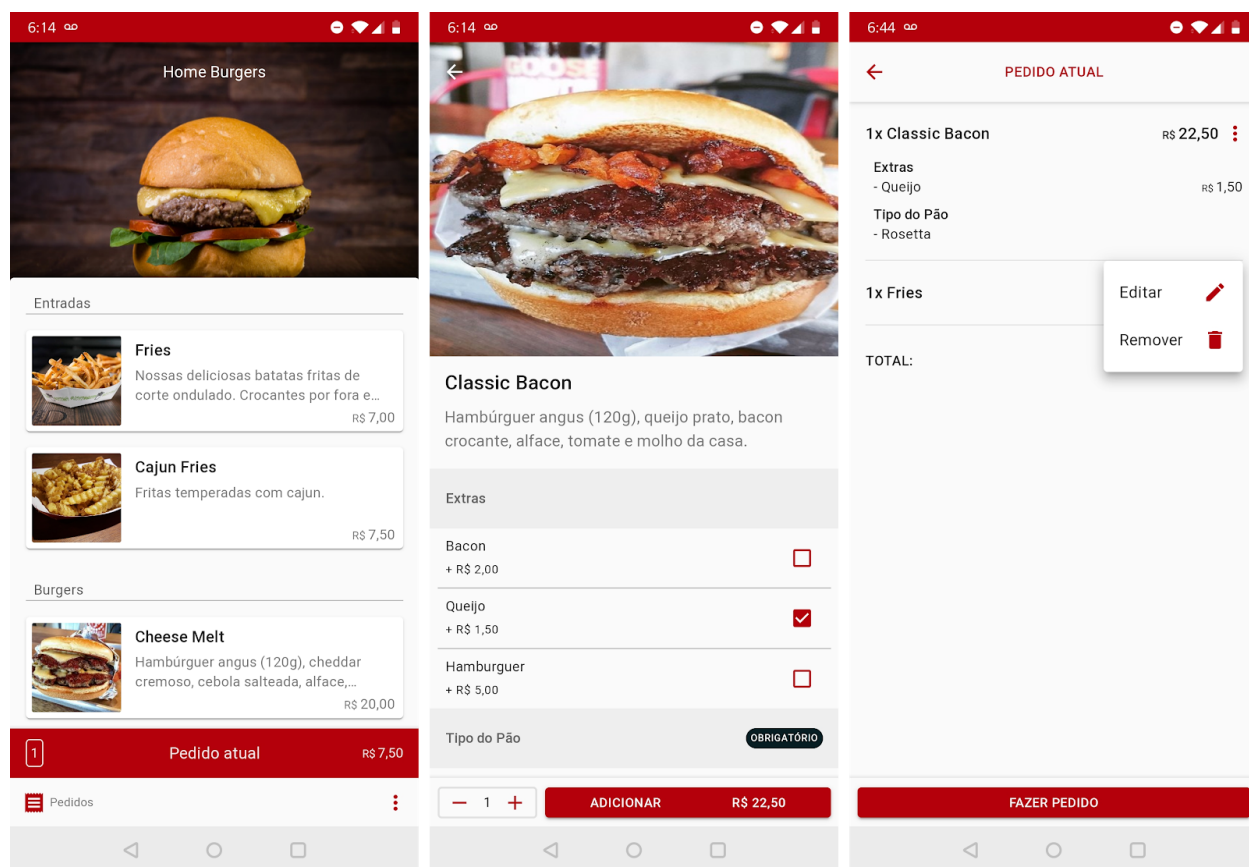 6:14
Home Burgers
Entradas
Fries
Nossas deliciosas batatas fritas de
corte ondulado. Crocantes por fora e...
R$ 7,00
Cajun Fries
Fritas temperadas com cajun.
R$ 7,50
Burgers
Cheese Melt
Hambúrguer angus (120g), cheddar
cremoso, cebola salteada, alface,...
R$ 20,00
1 Pedido atual R$ 7,50
Pedidos
6:14
GOOSE
Classic Bacon
Hambúrguer angus (120g), queijo prato, bacon
crocante, alface, tomate e molho da casa.
Extras
Bacon
+ R$ 2,00
Queijo
+ R$ 1,50
Hamburguer
+ R$ 5,00
Tipo do Pão OBRIGATÓRIO
1 ADICIONAR R$ 22,50
6:44
PEDIDO ATUAL
1x Classic Bacon R$ 22,50
Extras
- Queijo R$ 1,50
Tipo do Pão
- Rosetta
1x Fries
Editar
Remover
TOTAL:
FAZER PEDIDO